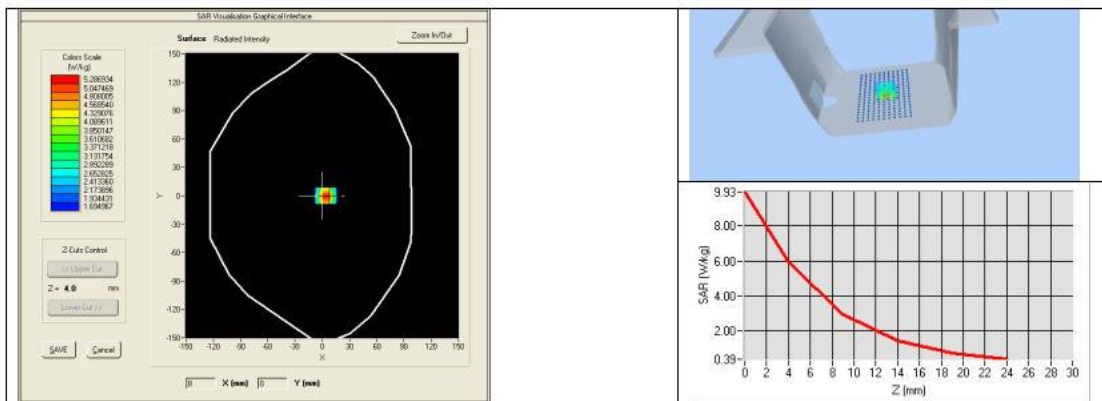 SAR Visualisation Graphical Interface
Surface Radiated Intensity
Zoom In/Out
Colors Scale
(W/kg)
5.286934
5.047469
4.808005
4.568540
4.329076
4.089611
3.850147
3.610682
3.371218
3.131754
2.892289
2.652825
2.413360
2.173896
1.934431
1.694967
Z-Cuts Control
<< Upper Cut
Z = 4.0 mm
Lower Cut >>
SAVE Cancel
150
120
90
60
30
0
-30
-60
-90
-120
-150
Y
-150 -120 -90 -60 -30 0 30 60 90 120 150
X
8 X (mm) 0 Y (mm)
9.93
8.00
6.00
4.00
2.00
0.39
SAR (W/kg)
0 2 4 6 8 10 12 14 16 18 20 22 24 26 28 30
Z (mm)